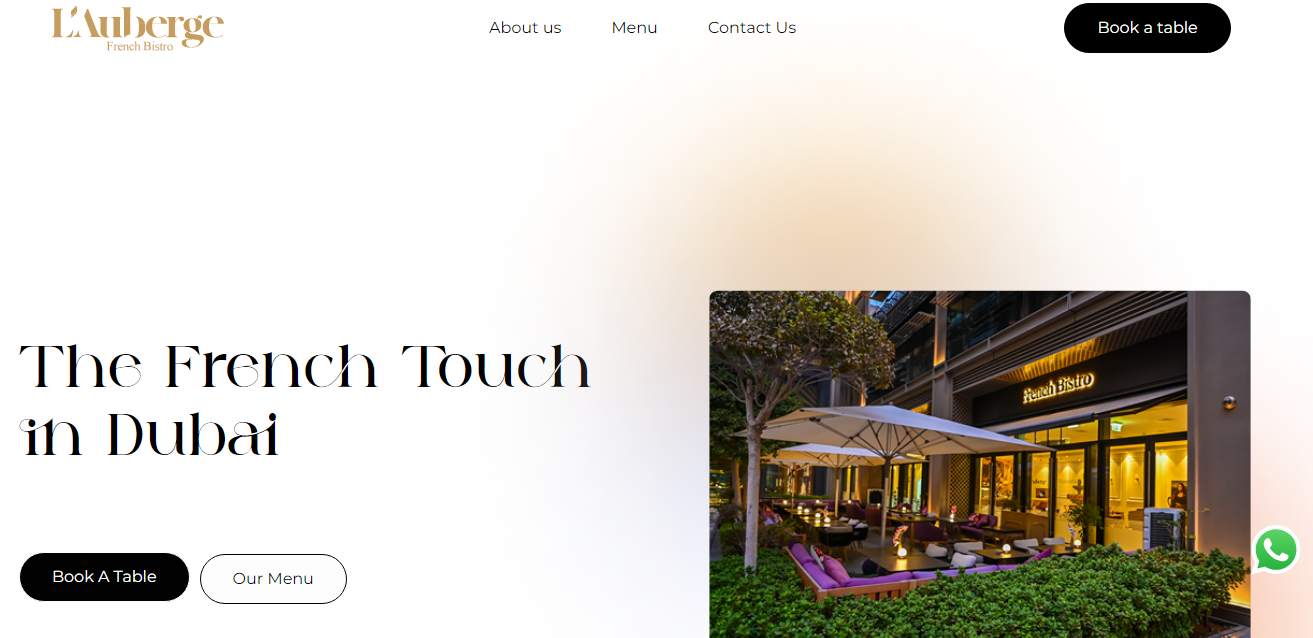 L'Auberge
French Bistro
About us
Menu
Contact Us
Book a table
The French Touch
in Dubai
French Bistro
Book A Table
Our Menu